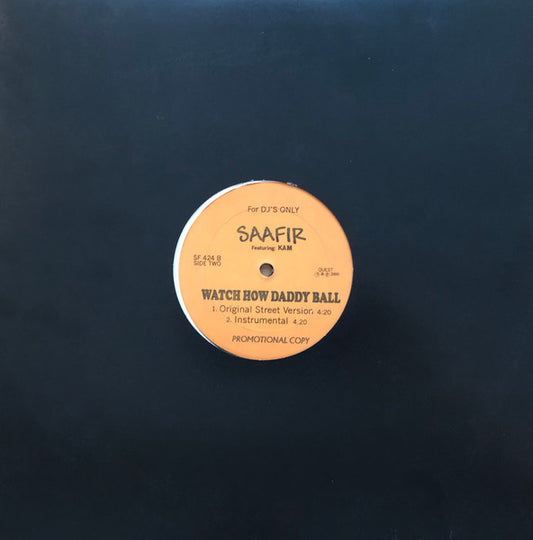 For DJ'S ONLY
SAAFIR
Featuring: KAM
SF 424 B
SIDE TWO
QUEST
WATCH HOW DADDY BALL
1. Original Street Version 4:20
2. Instrumental 4:20
PROMOTIONAL COPY